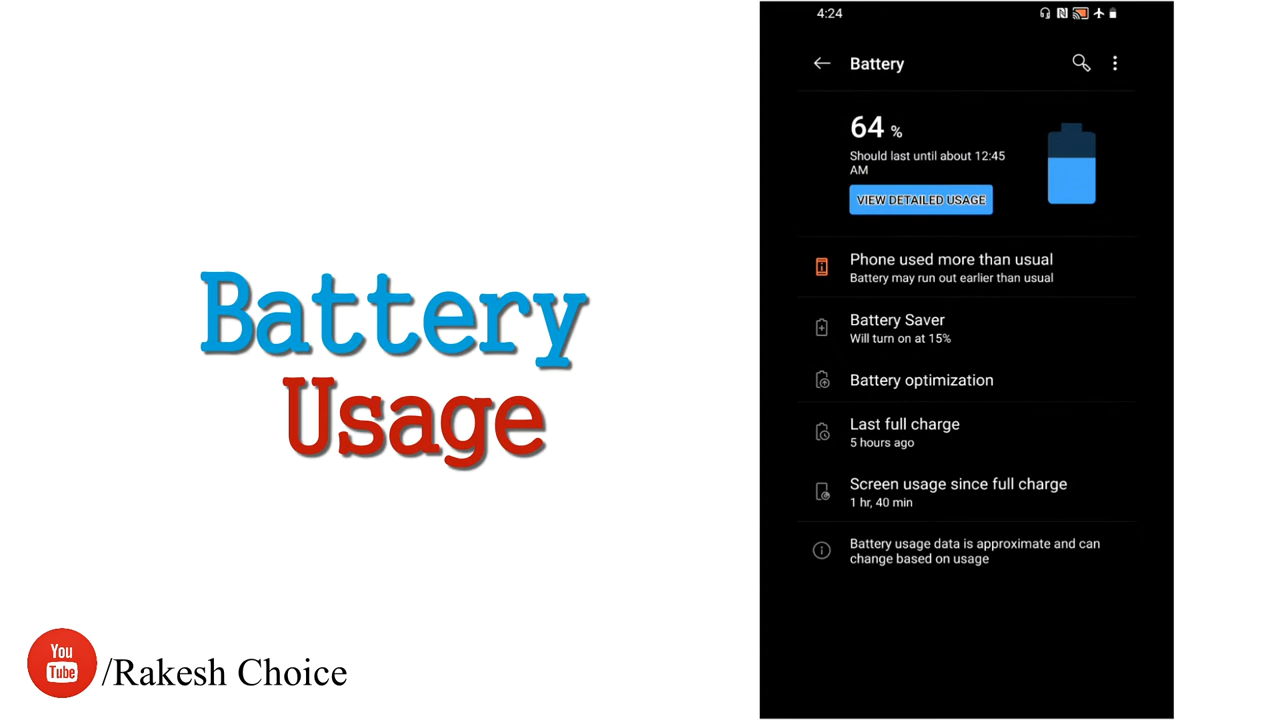 Battery
Usage
You
Tube
/Rakesh Choice
4:24
Battery
64 %
Should last until about 12:45
AM
VIEW DETAILED USAGE
Phone used more than usual
Battery may run out earlier than usual
Battery Saver
Will turn on at 15%
Battery optimization
Last full charge
5 hours ago
Screen usage since full charge
1 hr, 40 min
Battery usage data is approximate and can
change based on usage